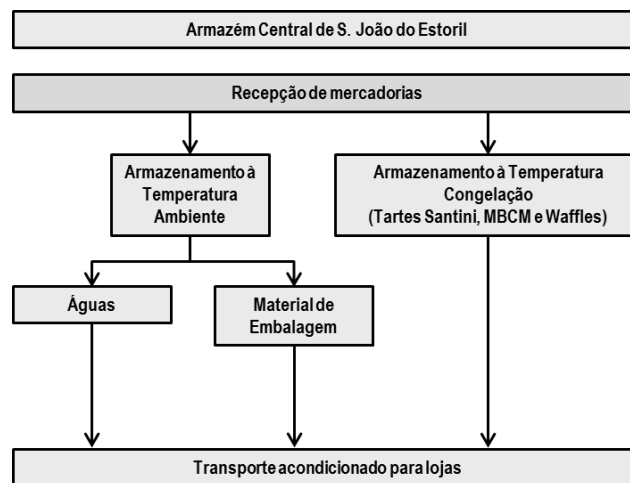 Armazém Central de S. João do Estoril
Recepção de mercadorias
Armazenamento à
Temperatura
Ambiente
Armazenamento à Temperatura
Congelação
(Tartes Santini, MBCM e Waffles)
Águas
Material de
Embalagem
Transporte acondicionado para lojas